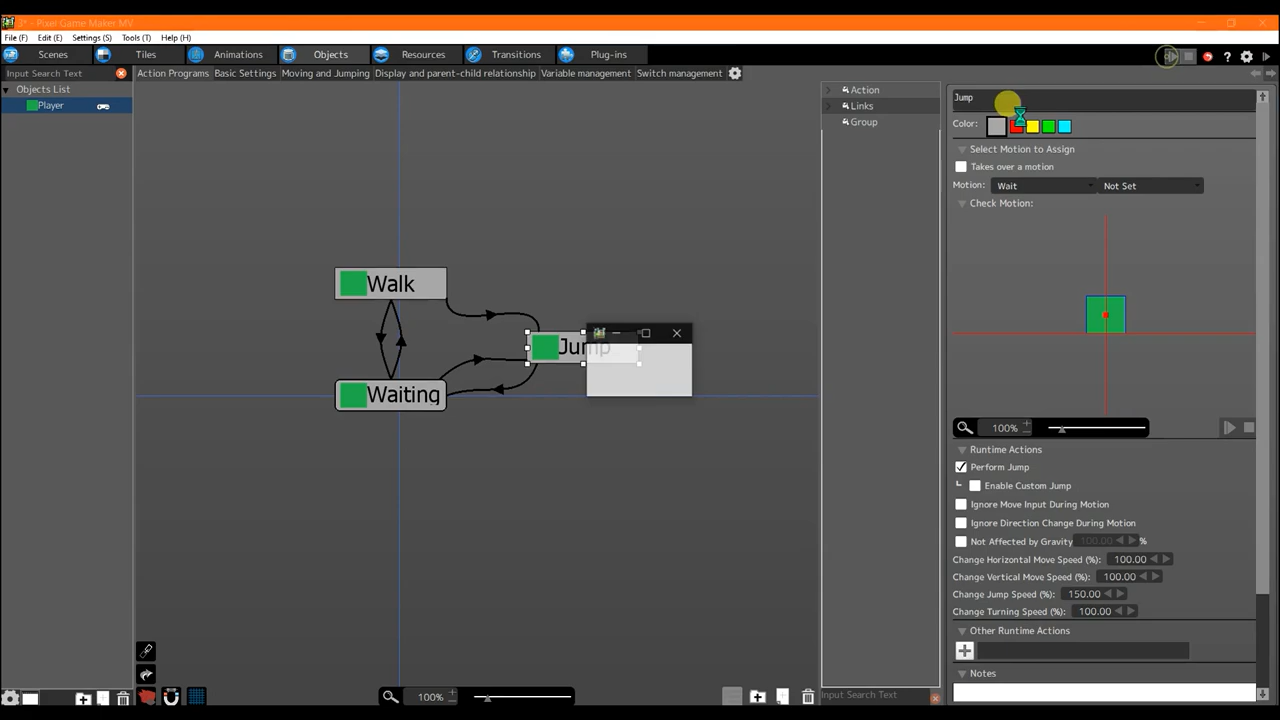 3* - Pixel Game Maker MV
File (F) Edit (E) Settings (S) Tools (T) Help (H)
Scenes Tiles Animations Objects Resources Transitions Plug-ins
Input Search Text Action Programs Basic Settings Moving and Jumping Display and parent-child relationship Variable management Switch management
Objects List
Player
Action
Links
Group
Jump
Color:
Select Motion to Assign
Takes over a motion
Motion: Wait Not Set
Check Motion:
Walk
Jump
Waiting
100%
Runtime Actions
Perform Jump
Enable Custom Jump
Ignore Move Input During Motion
Ignore Direction Change During Motion
Not Affected by Gravity 100.00 %
Change Horizontal Move Speed (%): 100.00
Change Vertical Move Speed (%): 100.00
Change Jump Speed (%): 150.00
Change Turning Speed (%): 100.00
Other Runtime Actions
Notes
100%
Input Search Text